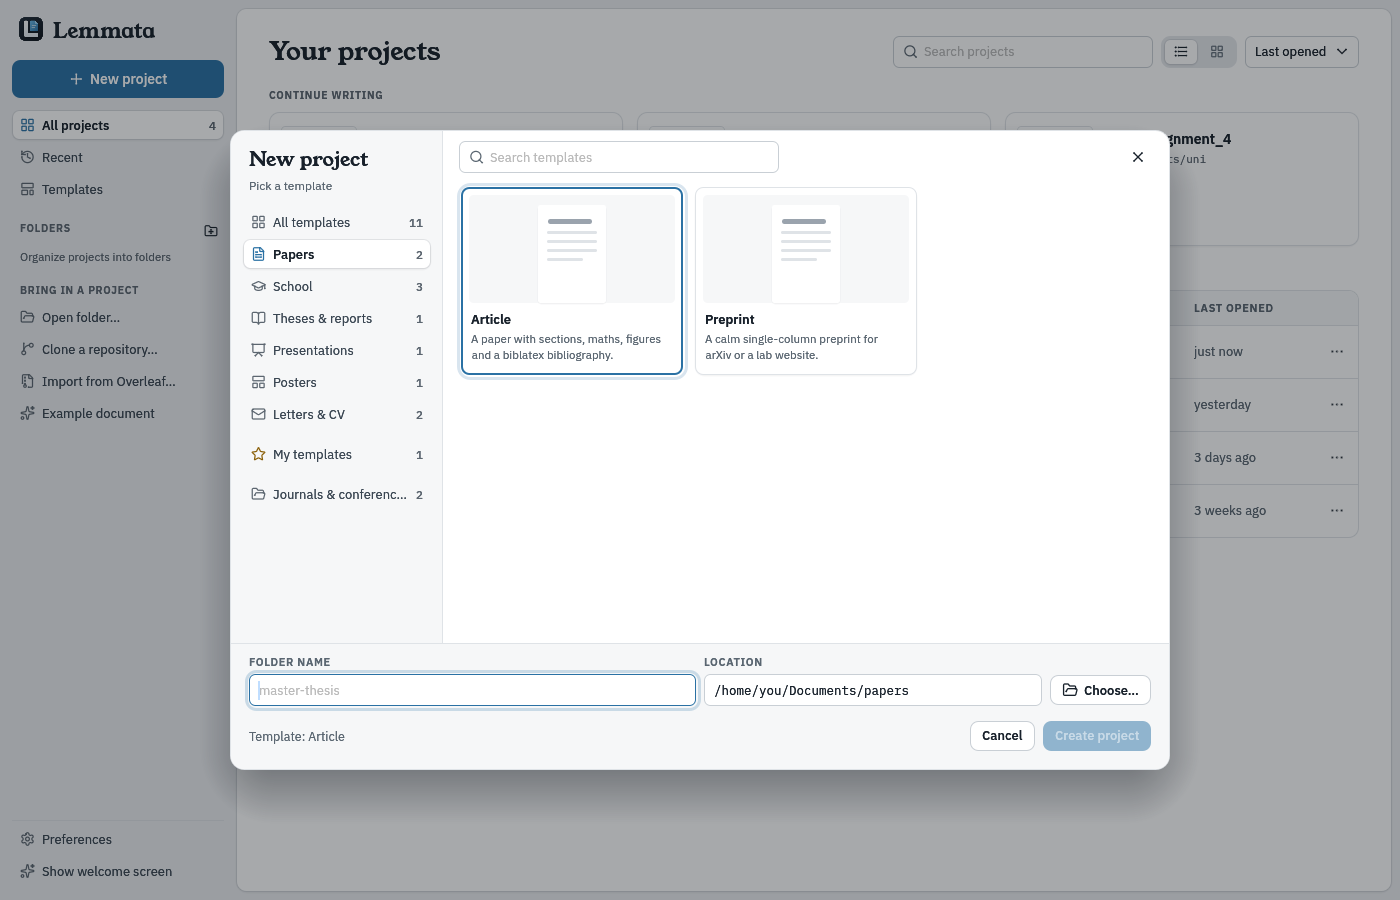 Lemmata
New project
All projects 4
Recent
Templates
FOLDERS
Organize projects into folders
BRING IN A PROJECT
Open folder...
Clone a repository...
Import from Overleaf...
Example document
Preferences
Show welcome screen
Your projects
Search projects
Last opened
CONTINUE WRITING
gnment_4
ts/uni
LAST OPENED
just now
yesterday
3 days ago
3 weeks ago
New project
Pick a template
All templates 11
Papers 2
School 3
Theses & reports 1
Presentations 1
Posters 1
Letters & CV 2
My templates 1
Journals & conferenc... 2
Search templates
Article
A paper with sections, maths, figures
and a biblatex bibliography.
Preprint
A calm single-column preprint for
arXiv or a lab website.
FOLDER NAME
master-thesis
LOCATION
/home/you/Documents/papers
Choose...
Template: Article
Cancel
Create project